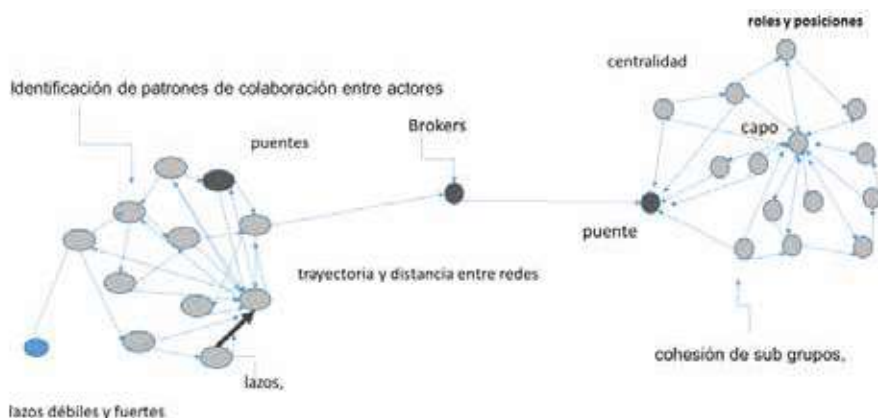 roles y posiciones
centralidad
Identificación de patrones de colaboración entre actores
Brokers
capo
puentes
puente
trayectoria y distancia entre redes
cohesión de sub grupos,
lazos,
lazos débiles y fuertes